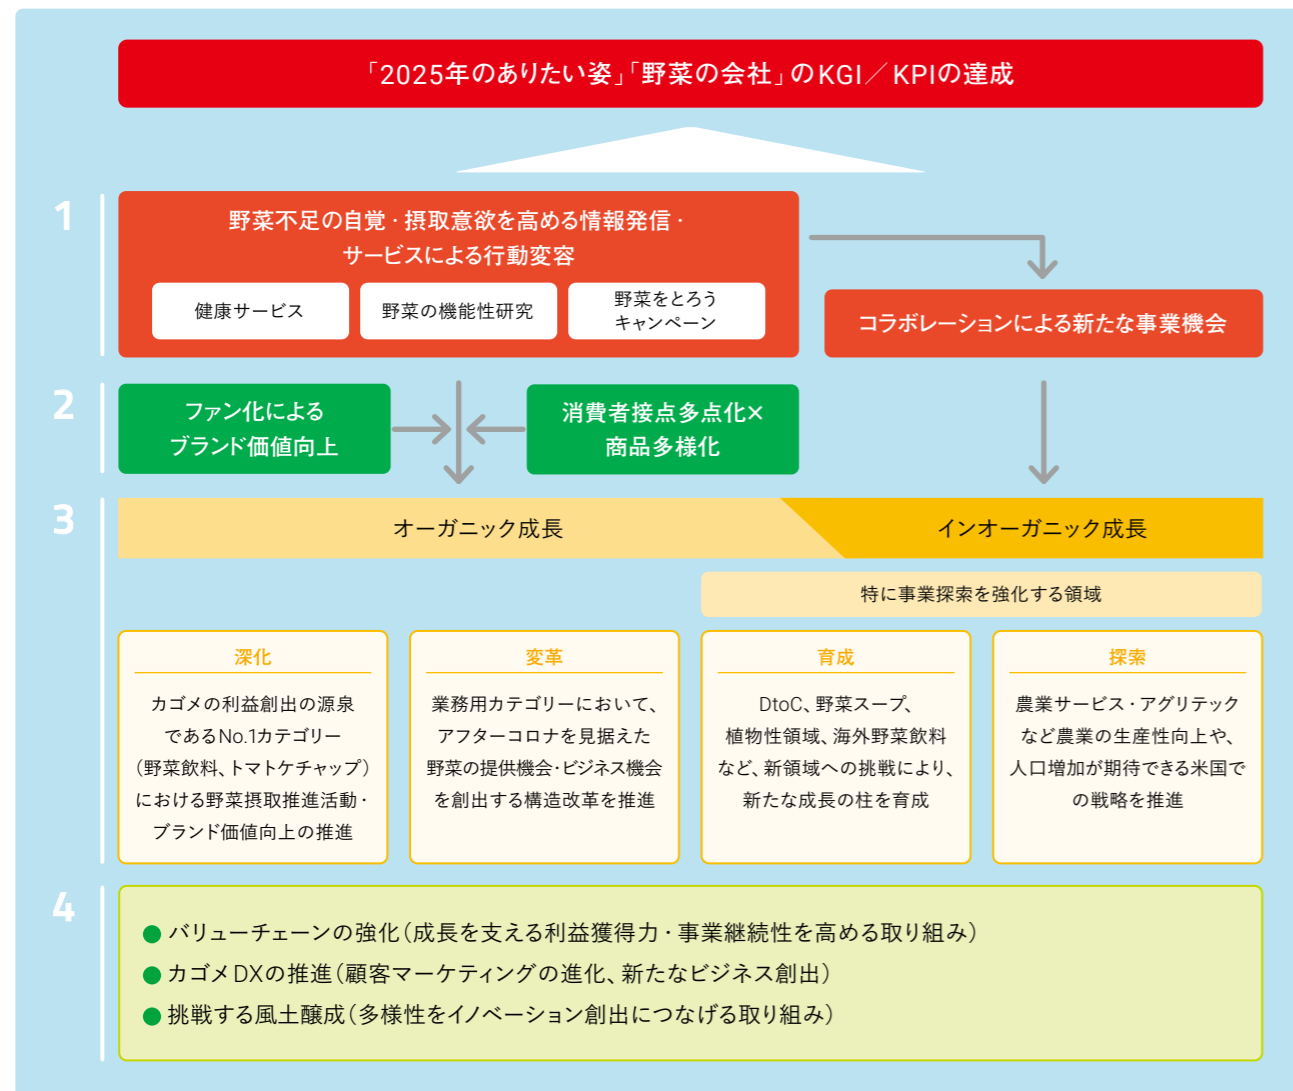 「2025年のありたい姿」「野菜の会社」のKGI／KPIの達成
1
野菜不足の自覚・摂取意欲を高める情報発信・
サービスによる行動変容
健康サービス
野菜の機能性研究
野菜をとろう
キャンペーン
コラボレーションによる新たな事業機会
2
ファン化による
ブランド価値向上
消費者接点多点化×
商品多様化
3
オーガニック成長
インオーガニック成長
特に事業探索を強化する領域
深化
カゴメの利益創出の源泉
であるNo.1カテゴリー
（野菜飲料、トマトケチャップ）
における野菜摂取推進活動・
ブランド価値向上の推進
変革
業務用カテゴリーにおいて、
アフターコロナを見据えた
野菜の提供機会・ビジネス機会
を創出する構造改革を推進
育成
DtoC、野菜スープ、
植物性領域、海外野菜飲料
など、新領域への挑戦により、
新たな成長の柱を育成
探索
農業サービス・アグリテック
など農業の生産性向上や、
人口増加が期待できる米国で
の戦略を推進
4
● バリューチェーンの強化（成長を支える利益獲得力・事業継続性を高める取り組み）
● カゴメDXの推進（顧客マーケティングの進化、新たなビジネス創出）
● 挑戦する風土醸成（多様性をイノベーション創出につなげる取り組み）